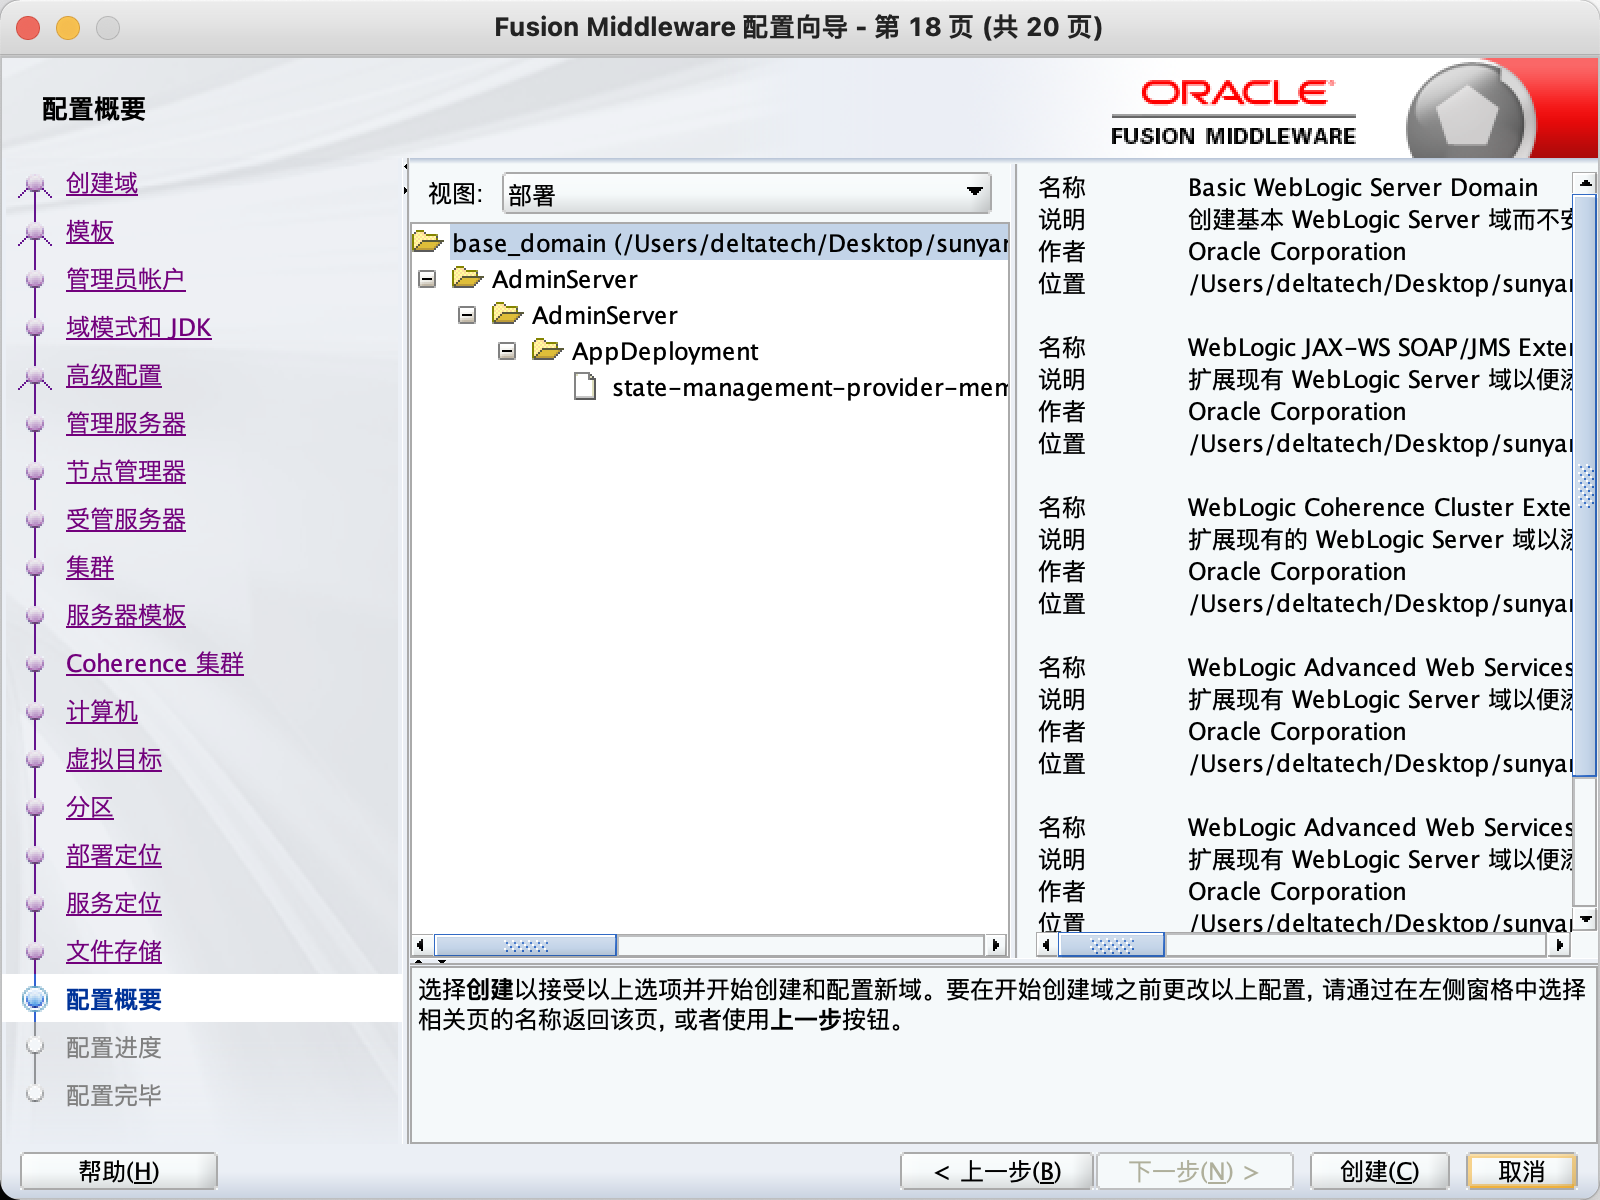 Fusion Middleware 配置向导 - 第 18 页 (共 20 页)
配置概要
ORACLE
FUSION MIDDLEWARE
创建域
模板
管理员帐户
域模式和 JDK
高级配置
管理服务器
节点管理器
受管服务器
集群
服务器模板
Coherence 集群
计算机
虚拟目标
分区
部署定位
服务定位
文件存储
配置概要
配置进度
配置完毕
视图: 部署
base_domain (/Users/deltatech/Desktop/sunyar
AdminServer
AdminServer
AppDeployment
state-management-provider-mem
名称 Basic WebLogic Server Domain
说明 创建基本 WebLogic Server 域而不安
作者 Oracle Corporation
位置 /Users/deltatech/Desktop/sunyar
名称 WebLogic JAX-WS SOAP/JMS Exter
说明 扩展现有 WebLogic Server 域以便添
作者 Oracle Corporation
位置 /Users/deltatech/Desktop/sunyar
名称 WebLogic Coherence Cluster Exte
说明 扩展现有的 WebLogic Server 域以添
作者 Oracle Corporation
位置 /Users/deltatech/Desktop/sunyar
名称 WebLogic Advanced Web Services
说明 扩展现有 WebLogic Server 域以便添
作者 Oracle Corporation
位置 /Users/deltatech/Desktop/sunyar
名称 WebLogic Advanced Web Services
说明 扩展现有 WebLogic Server 域以便添
作者 Oracle Corporation
位置 /Users/deltatech/Desktop/sunyar
选择创建以接受以上选项并开始创建和配置新域。要在开始创建域之前更改以上配置, 请通过在左侧窗格中选择
相关页的名称返回该页, 或者使用上一步按钮。
帮助(H)
< 上一步(B)
下一步(N) >
创建(C)
取消